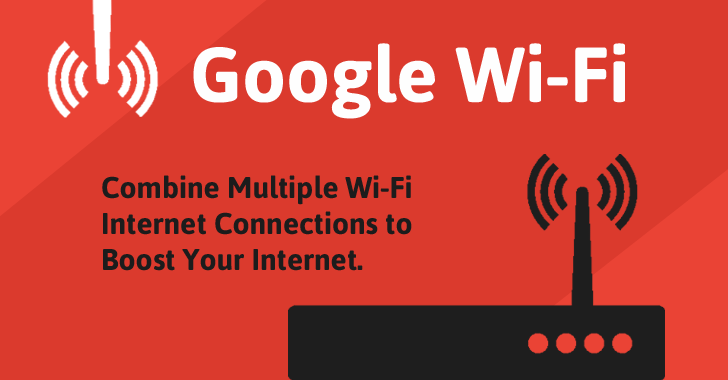 Google Wi-Fi
Combine Multiple Wi-Fi
Internet Connections to
Boost Your Internet.